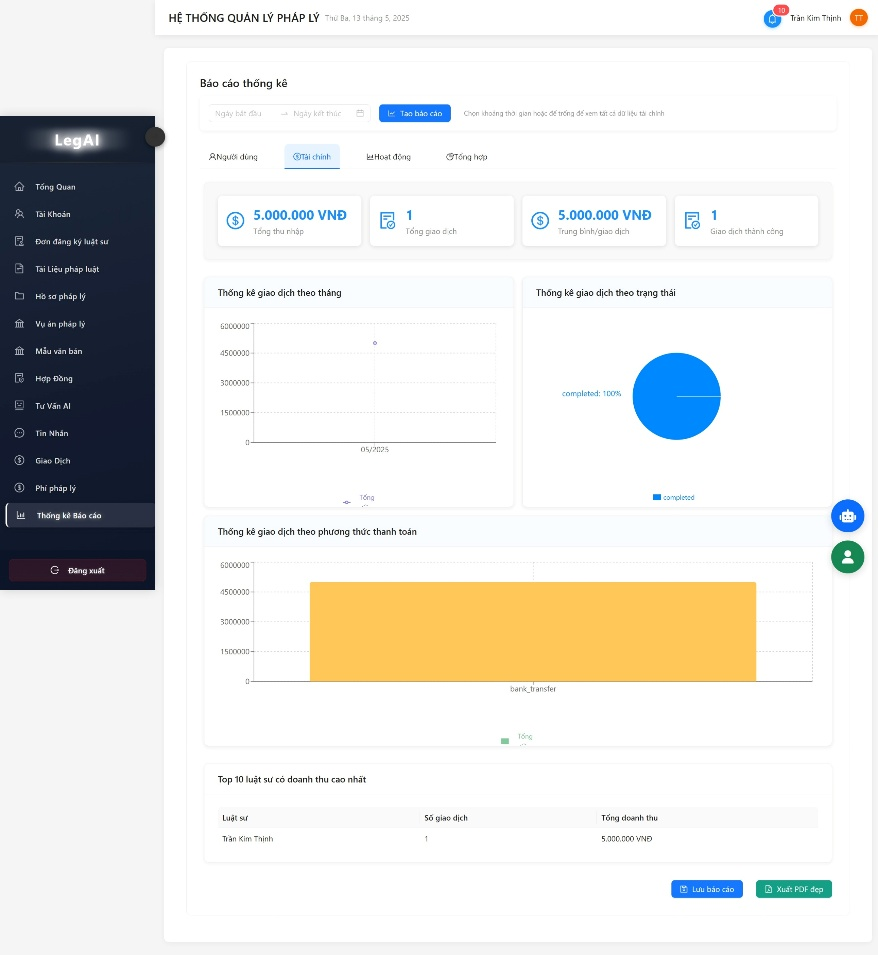 HỆ THỐNG QUẢN LÝ PHÁP LÝ Thứ Ba, 13 tháng 5, 2025
10
Trần Kim Thịnh
TT
LegAI
Tổng Quan
Tài Khoản
Đơn đăng ký luật sư
Tài Liệu pháp luật
Hồ sơ pháp lý
Vụ án pháp lý
Mẫu văn bản
Hợp Đồng
Tư Vấn AI
Tin Nhắn
Giao Dịch
Phí pháp lý
Thống kê Báo cáo
Đăng xuất
Báo cáo thống kê
Ngày bắt đầu
Ngày kết thúc
Tạo báo cáo
Chọn khoảng thời gian hoặc để trống để xem tất cả dữ liệu tài chính
Người dùng
Tài chính
Hoạt động
Tổng hợp
5.000.000 VNĐ
Tổng thu nhập
1
Tổng giao dịch
5.000.000 VNĐ
Trung bình/giao dịch
1
Giao dịch thành công
Thống kê giao dịch theo tháng
6000000
4500000
3000000
1500000
0
05/2025
Tổng
Thống kê giao dịch theo trạng thái
completed: 100%
completed
Thống kê giao dịch theo phương thức thanh toán
6000000
4500000
3000000
1500000
0
bank_transfer
Tổng
Top 10 luật sư có doanh thu cao nhất
Luật sư Số giao dịch Tổng doanh thu
Trần Kim Thịnh 1 5.000.000 VNĐ
Lưu báo cáo
Xuất PDF đẹp